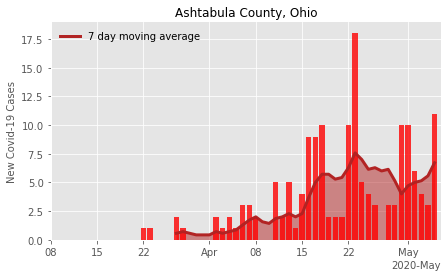 Ashtabula County, Ohio
7 day moving average
New Covid-19 Cases
17.5
15.0
12.5
10.0
7.5
5.0
2.5
0.0
08 15 22 Apr 08 15 22 May
2020-May